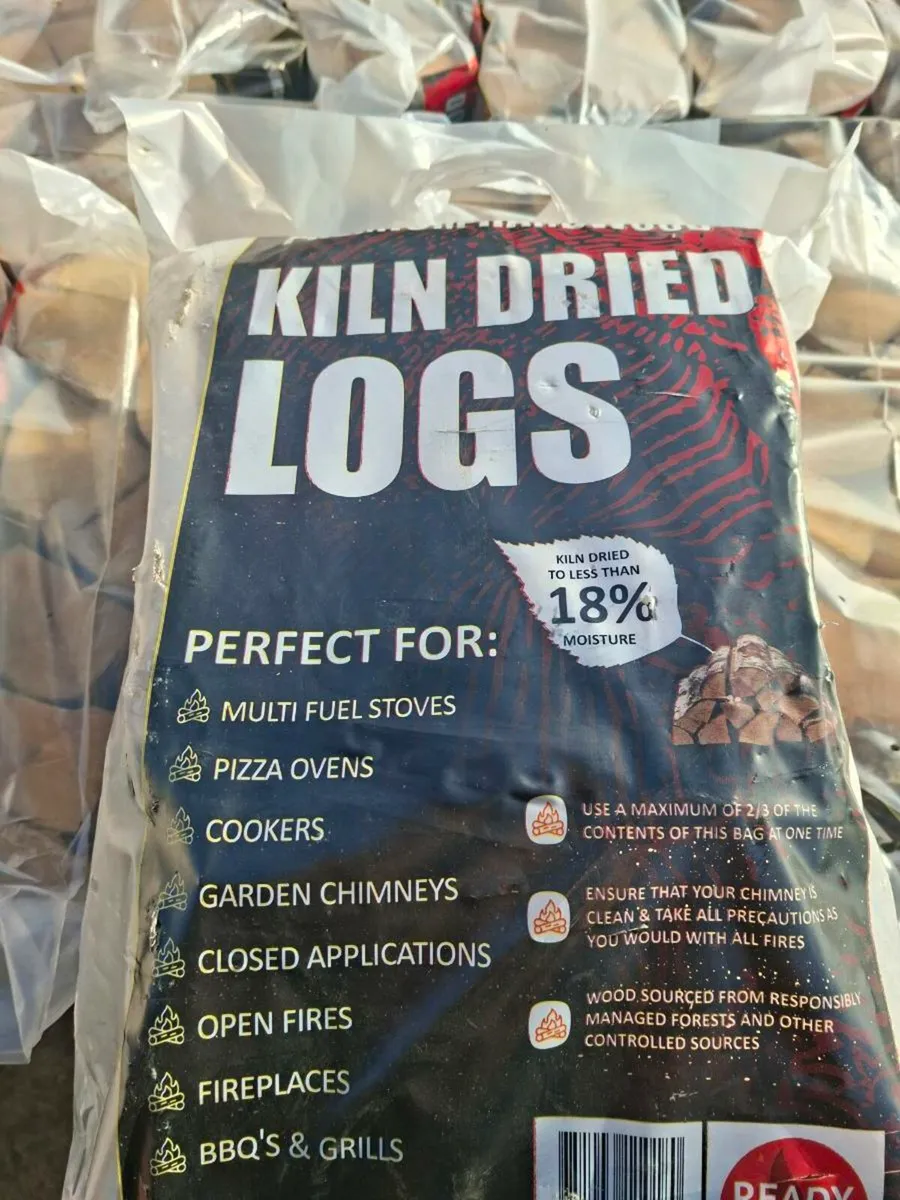 KILN DRIED
LOGS
KILN DRIED
TO LESS THAN
18%
MOISTURE
PERFECT FOR:
MULTI FUEL STOVES
PIZZA OVENS
COOKERS
GARDEN CHIMNEYS
CLOSED APPLICATIONS
OPEN FIRES
FIREPLACES
BBQ'S & GRILLS
USE A MAXIMUM OF 2/3 OF THE
CONTENTS OF THIS BAG AT ONE TIME
ENSURE THAT YOUR CHIMNEY IS
CLEAN & TAKE ALL PRECAUTIONS AS
YOU WOULD WITH ALL FIRES
WOOD SOURCED FROM RESPONSIBLY
MANAGED FORESTS AND OTHER
CONTROLLED SOURCES
READY